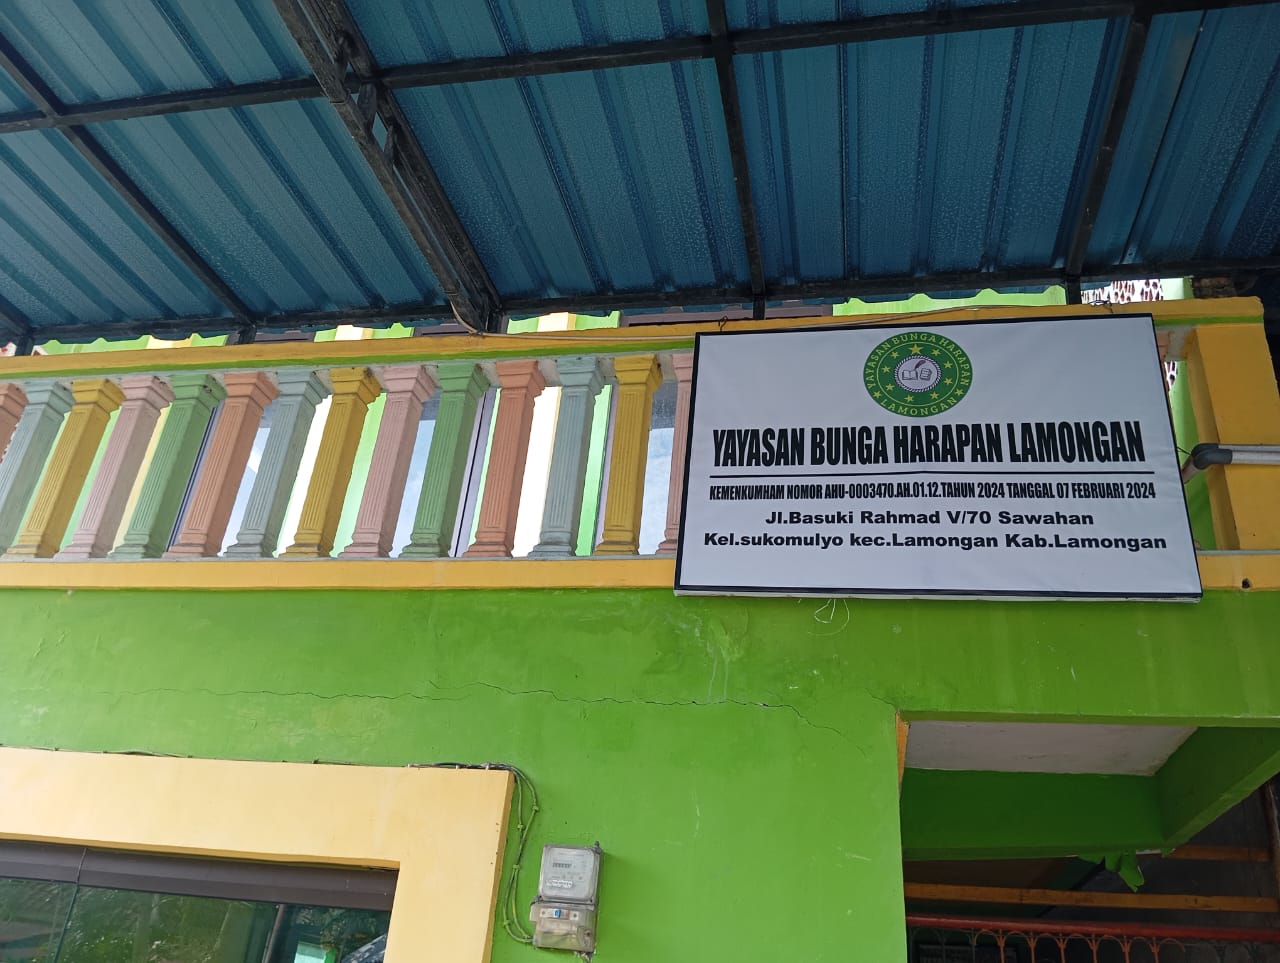 YAYASAN BUNGA HARAPAN
LAMONGAN
YAYASAN BUNGA HARAPAN LAMONGAN
KEMENKUMHAM NOMOR AHU-0003470.AH.01.12.TAHUN 2024 TANGGAL 07 FEBRUARI 2024
Jl.Basuki Rahmad V/70 Sawahan
Kel.sukomulyo kec.Lamongan Kab.Lamongan